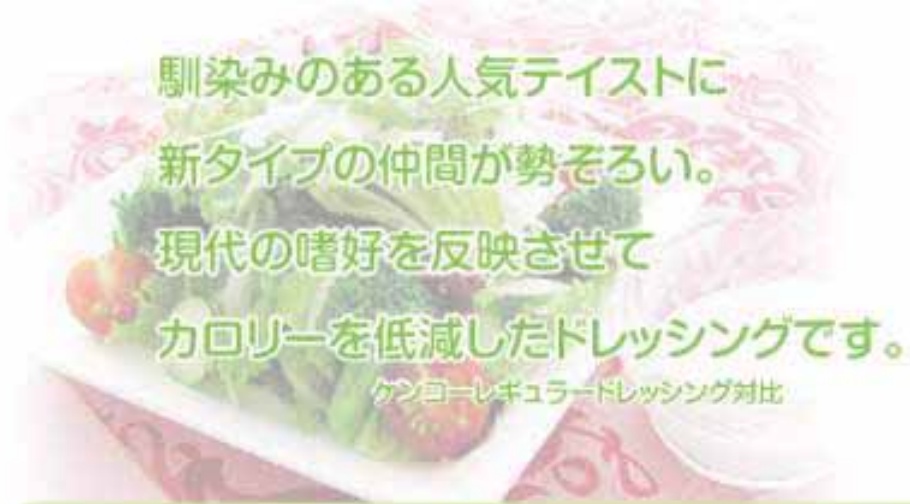 馴染みのある人気テイストに
新タイプの仲間が勢ぞろい。
現代の嗜好を反映させて
カロリーを低減したドレッシングです。
ケンコーレギュラードレッシング対比